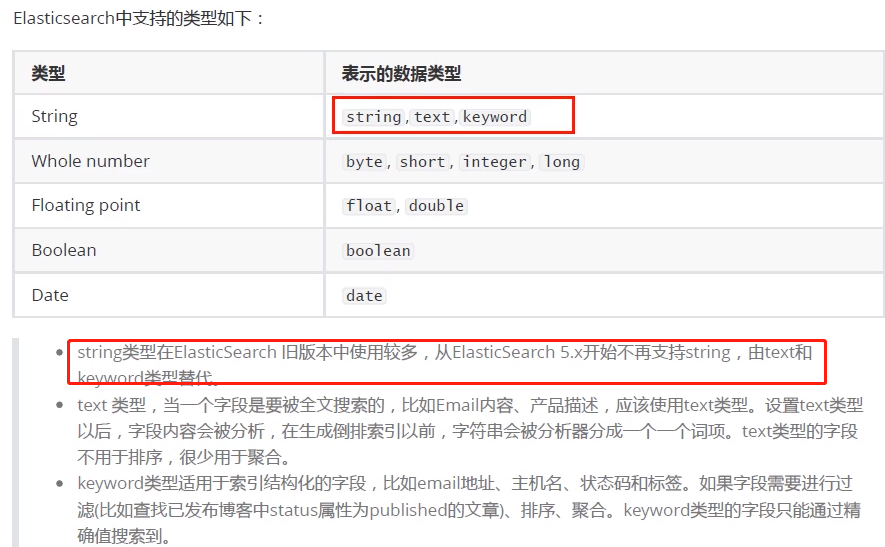 Elasticsearch中支持的类型如下：
类型 表示的数据类型
String string,text,keyword
Whole number byte, short, integer, long
Floating point float, double
Boolean boolean
Date date
string类型在ElasticSearch 旧版本中使用较多，从ElasticSearch 5.x开始不再支持string，由text和
keyword类型替代。
text 类型，当一个字段是要被全文搜索的，比如Email内容、产品描述，应该使用text类型。设置text类型
以后，字段内容会被分析，在生成倒排索引以前，字符串会被分析器分成一个一个词项。text类型的字段
不用于排序，很少用于聚合。
keyword类型适用于索引结构化的字段，比如email地址、主机名、状态码和标签。如果字段需要进行过
滤(比如查找已发布博客中status属性为published的文章)、排序、聚合。keyword类型的字段只能通过精
确值搜索到。